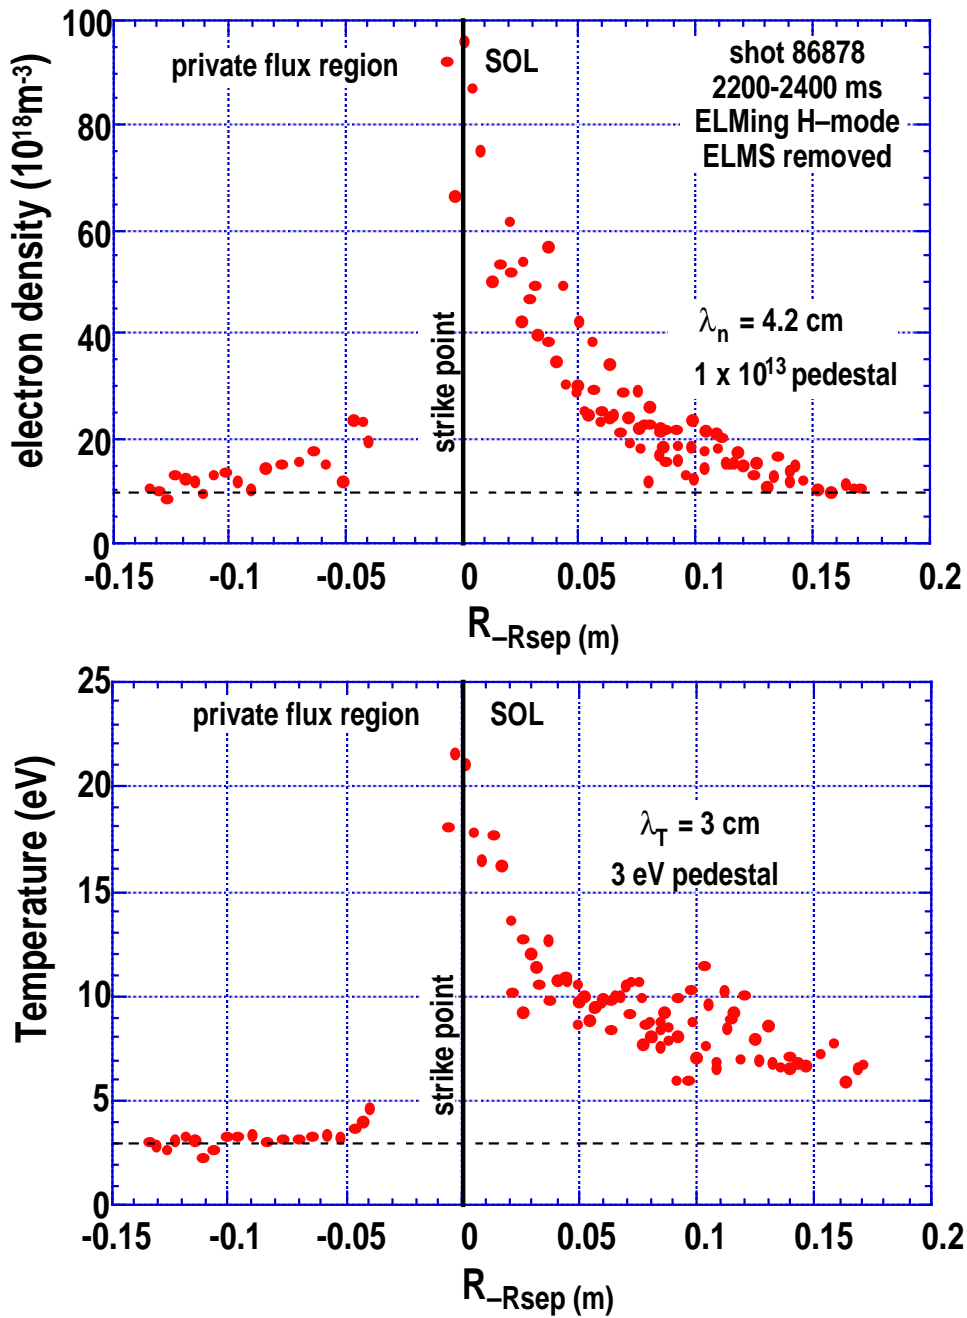 100
80
60
40
20
0
electron density (10¹⁸m⁻³)
private flux region
SOL
shot 86878
2200-2400 ms
ELMing H–mode
ELMS removed
strike point
λn = 4.2 cm
1 x 10¹³ pedestal
-0.15 -0.1 -0.05 0 0.05 0.1 0.15 0.2
R–Rsep (m)
25
20
15
10
5
0
Temperature (eV)
private flux region
SOL
strike point
λT = 3 cm
3 eV pedestal
-0.15 -0.1 -0.05 0 0.05 0.1 0.15 0.2
R–Rsep (m)